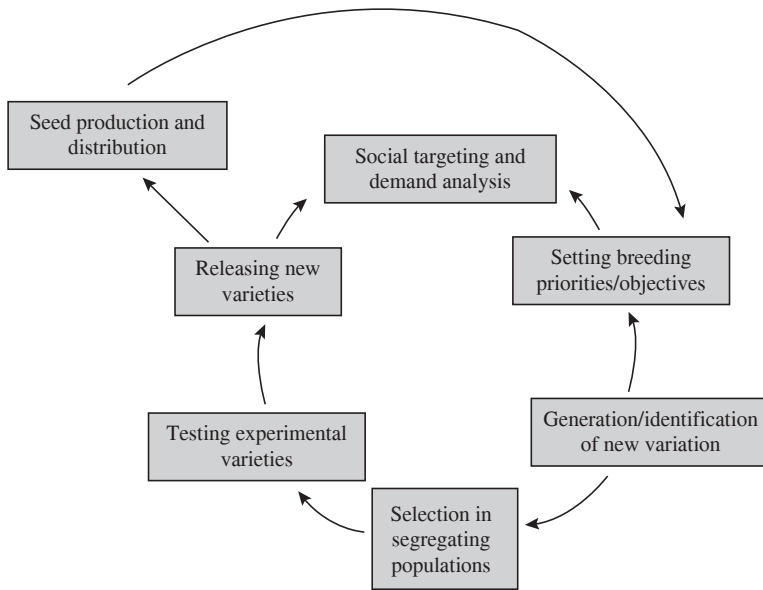 Seed production and
distribution
Social targeting and
demand analysis
Releasing new
varieties
Setting breeding
priorities/objectives
Testing experimental
varieties
Generation/identification
of new variation
Selection in
segregating
populations